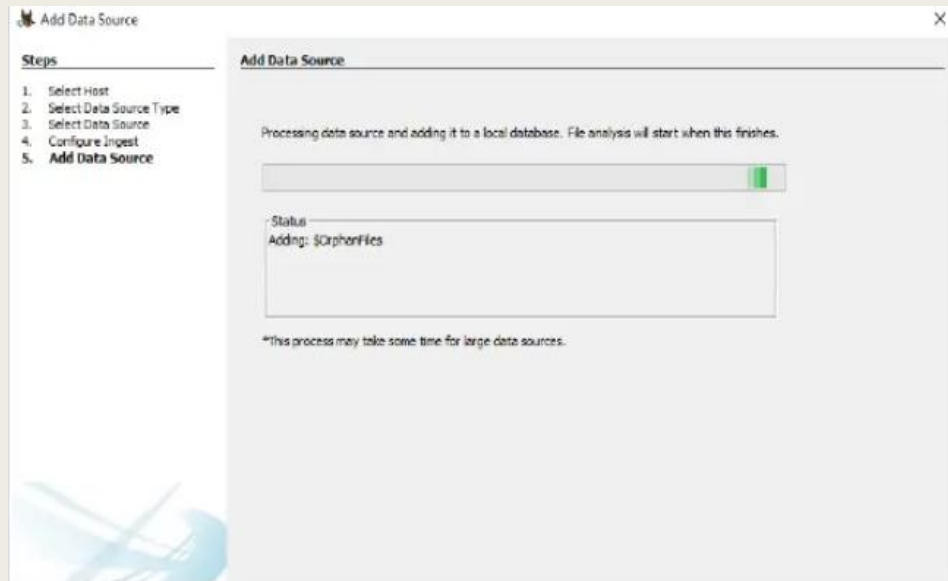 Add Data Source
Steps
1. Select Host
2. Select Data Source Type
3. Select Data Source
4. Configure Ingest
5. Add Data Source
Add Data Source
Processing data source and adding it to a local database. File analysis will start when this finishes.
Status
Adding: $OrphanFiles
*This process may take some time for large data sources.